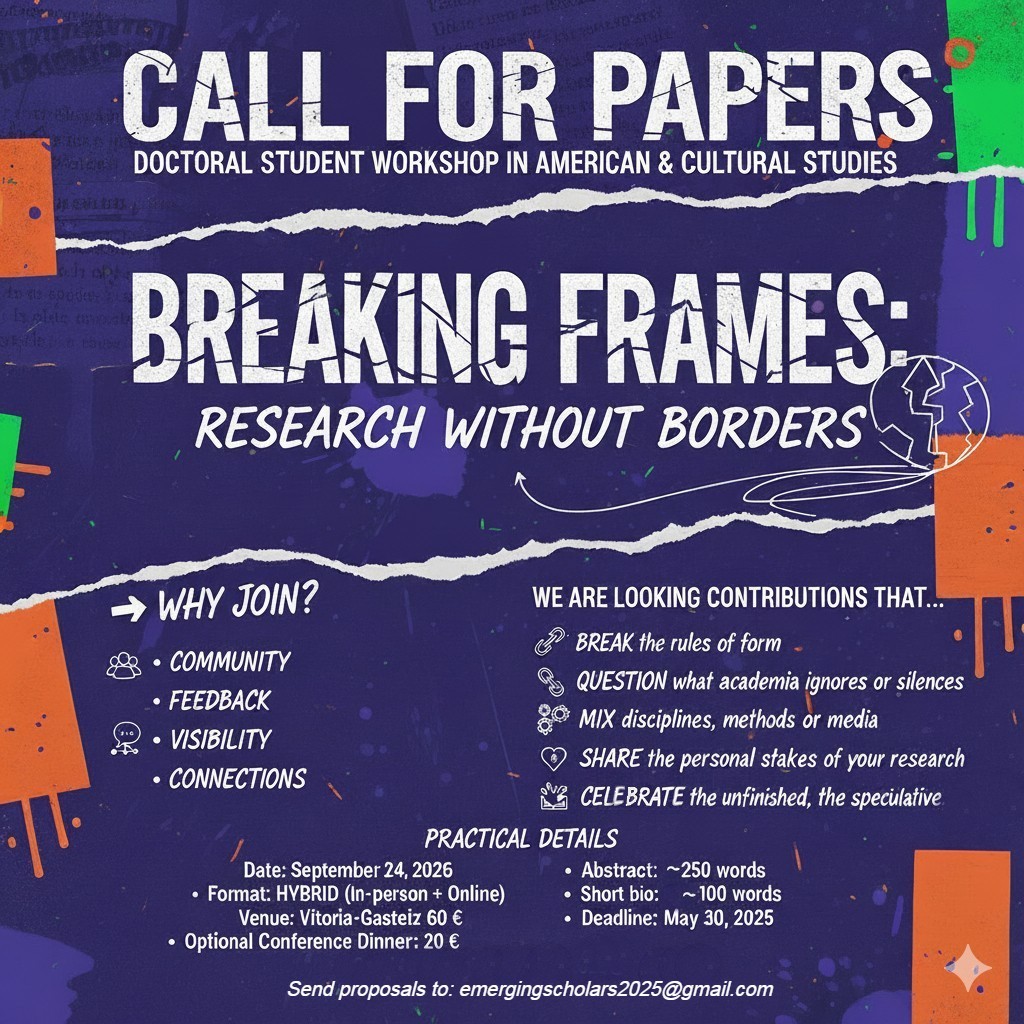 CALL FOR PAPERS
DOCTORAL STUDENT WORKSHOP IN AMERICAN & CULTURAL STUDIES
BREAKING FRAMES:
RESEARCH WITHOUT BORDERS
WHY JOIN?
• COMMUNITY
• FEEDBACK
• VISIBILITY
• CONNECTIONS
WE ARE LOOKING CONTRIBUTIONS THAT...
BREAK the rules of form
QUESTION what academia ignores or silences
MIX disciplines, methods or media
SHARE the personal stakes of your research
CELEBRATE the unfinished, the speculative
PRACTICAL DETAILS
Date: September 24, 2026
• Format: HYBRID (In-person + Online)
Venue: Vitoria-Gasteiz 60 €
• Optional Conference Dinner: 20 €
• Abstract: ~250 words
• Short bio: ~100 words
• Deadline: May 30, 2025
Send proposals to: emergingscholars2025@gmail.com